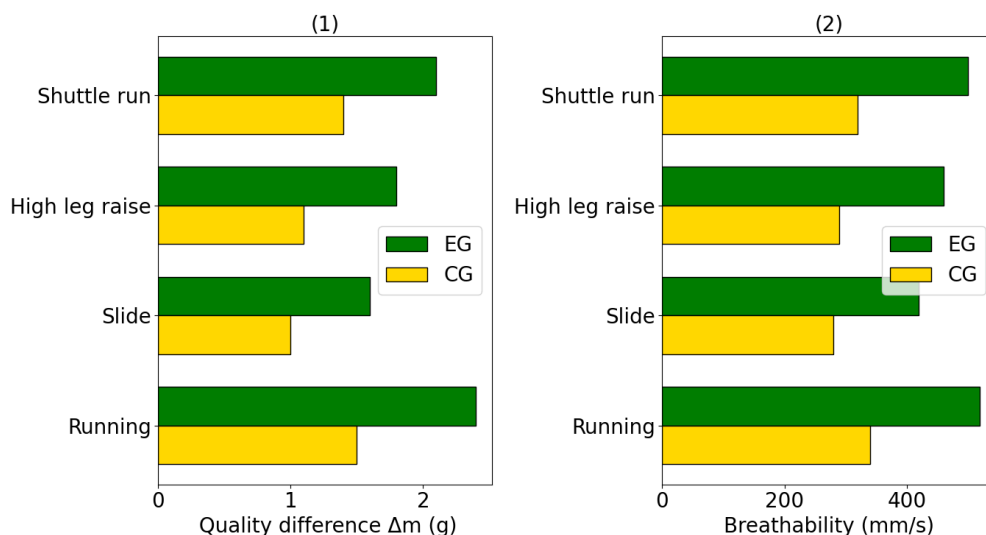 (1)
Shuttle run
High leg raise
Slide
Running
EG
CG
0 1 2
Quality difference Δm (g)
(2)
Shuttle run
High leg raise
Slide
Running
EG
CG
0 200 400
Breathability (mm/s)